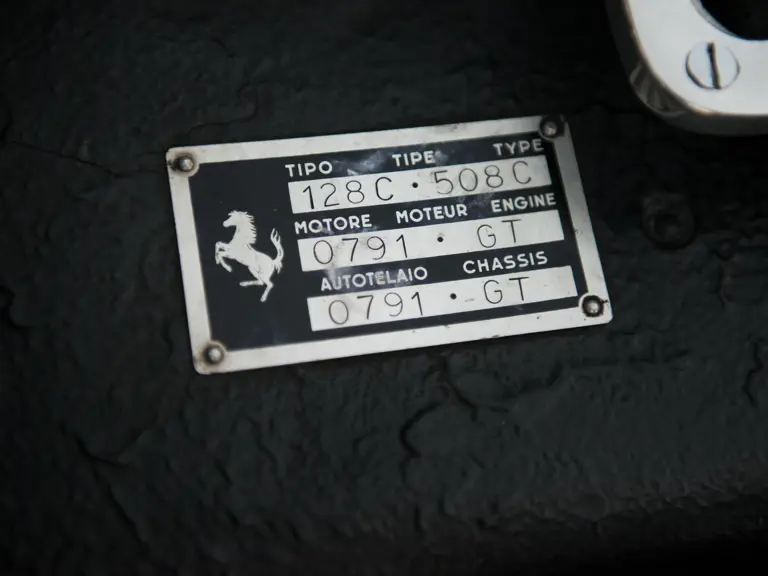 TIPO TIPE TYPE
128C · 508C
MOTORE MOTEUR ENGINE
0791 · GT
AUTOTELAIO CHASSIS
0791 · GT